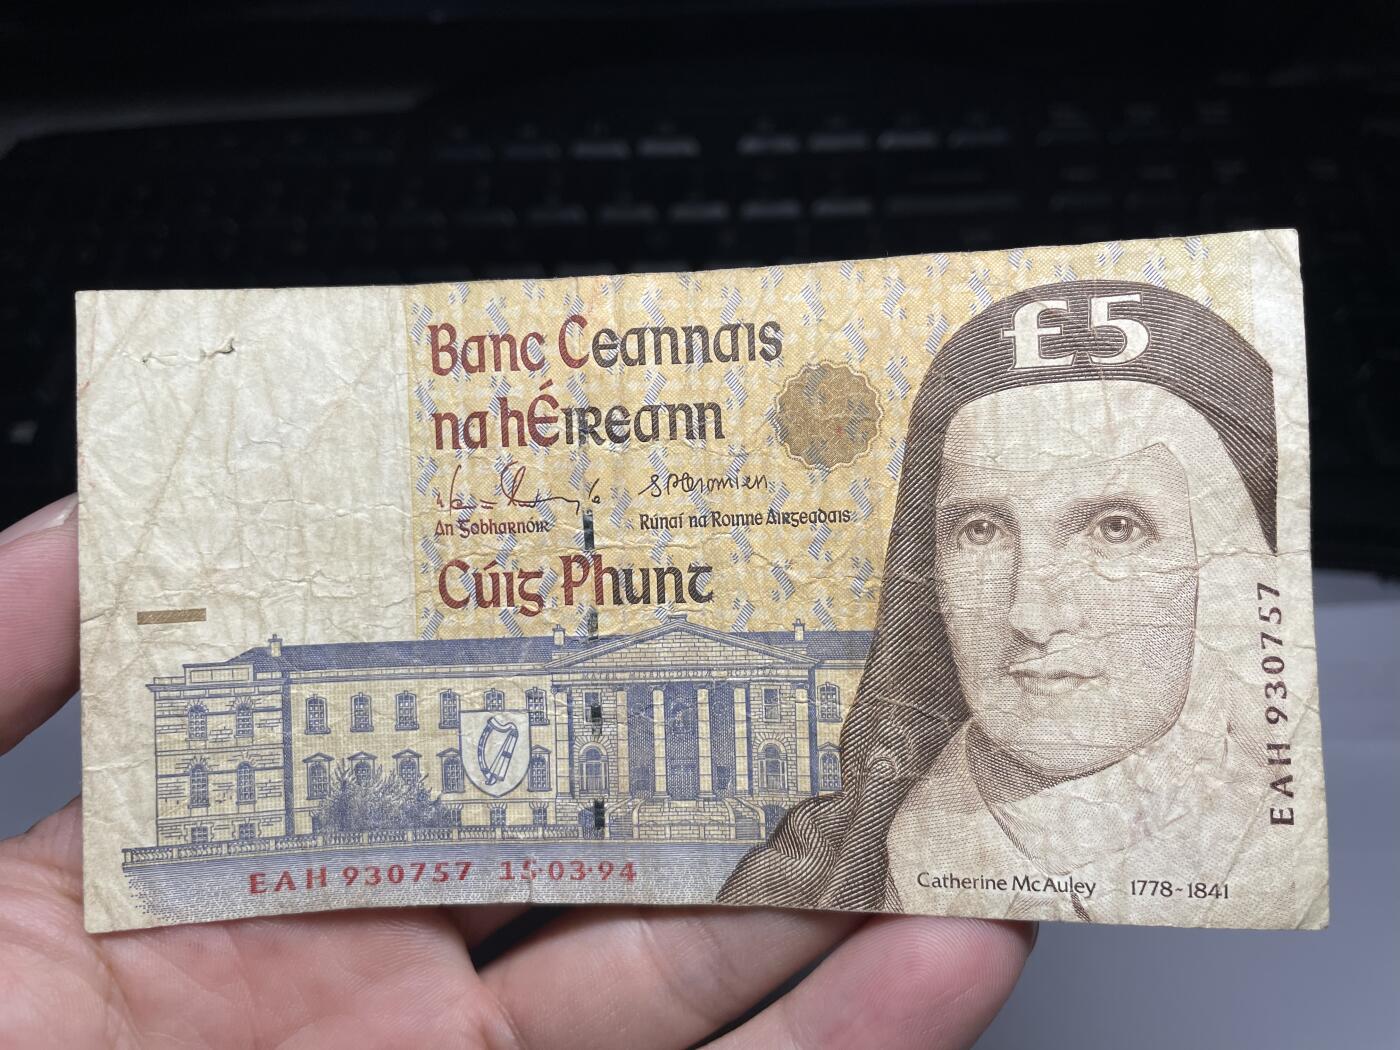 £5
Banc Ceannais
na hÉireann
An Gobharnóir
Rúnaí na Roinne Airgeadais
Cúig Phunt
EAH 930757
EAH 930757 15·03·94
Catherine McAuley 1778~1841